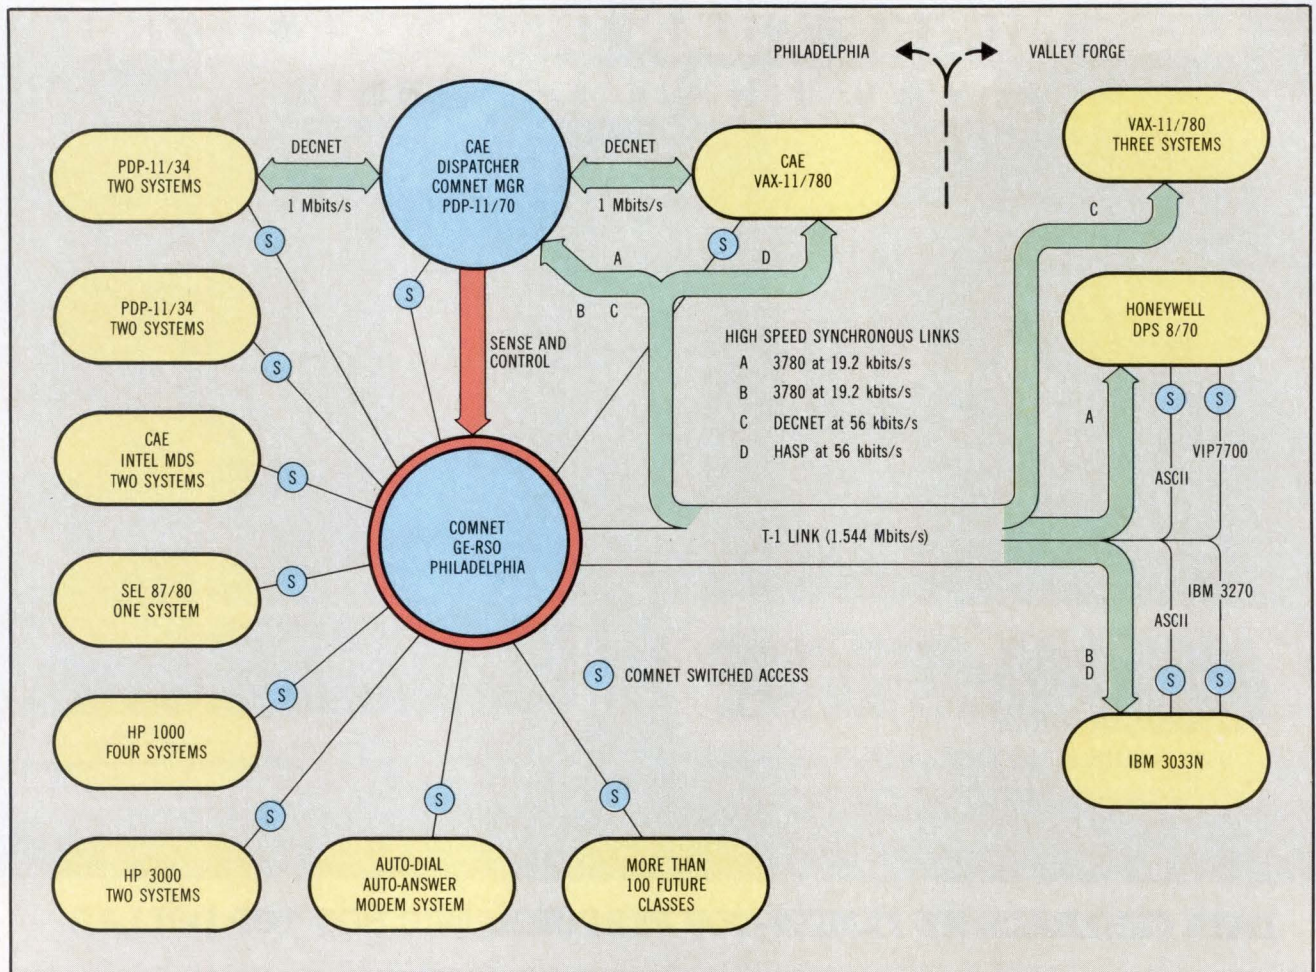 PHILADELPHIA
VALLEY FORGE
PDP-11/34
TWO SYSTEMS
DECNET
1 Mbits/s
CAE
DISPATCHER
COMNET MGR
PDP-11/70
DECNET
1 Mbits/s
CAE
VAX-11/780
VAX-11/780
THREE SYSTEMS
S
S
S
A
D
B C
C
PDP-11/34
TWO SYSTEMS
S
SENSE AND
CONTROL
HIGH SPEED SYNCHRONOUS LINKS
A 3780 at 19.2 kbits/s
B 3780 at 19.2 kbits/s
C DECNET at 56 kbits/s
D HASP at 56 kbits/s
HONEYWELL
DPS 8/70
A
S
S
ASCII
VIP7700
CAE
INTEL MDS
TWO SYSTEMS
S
COMNET
GE-RSO
PHILADELPHIA
T-1 LINK (1.544 Mbits/s)
SEL 87/80
ONE SYSTEM
S
ASCII
IBM 3270
B
D
S
S
S COMNET SWITCHED ACCESS
HP 1000
FOUR SYSTEMS
S
IBM 3033N
HP 3000
TWO SYSTEMS
S
S
AUTO-DIAL
AUTO-ANSWER
MODEM SYSTEM
S
MORE THAN
100 FUTURE
CLASSES